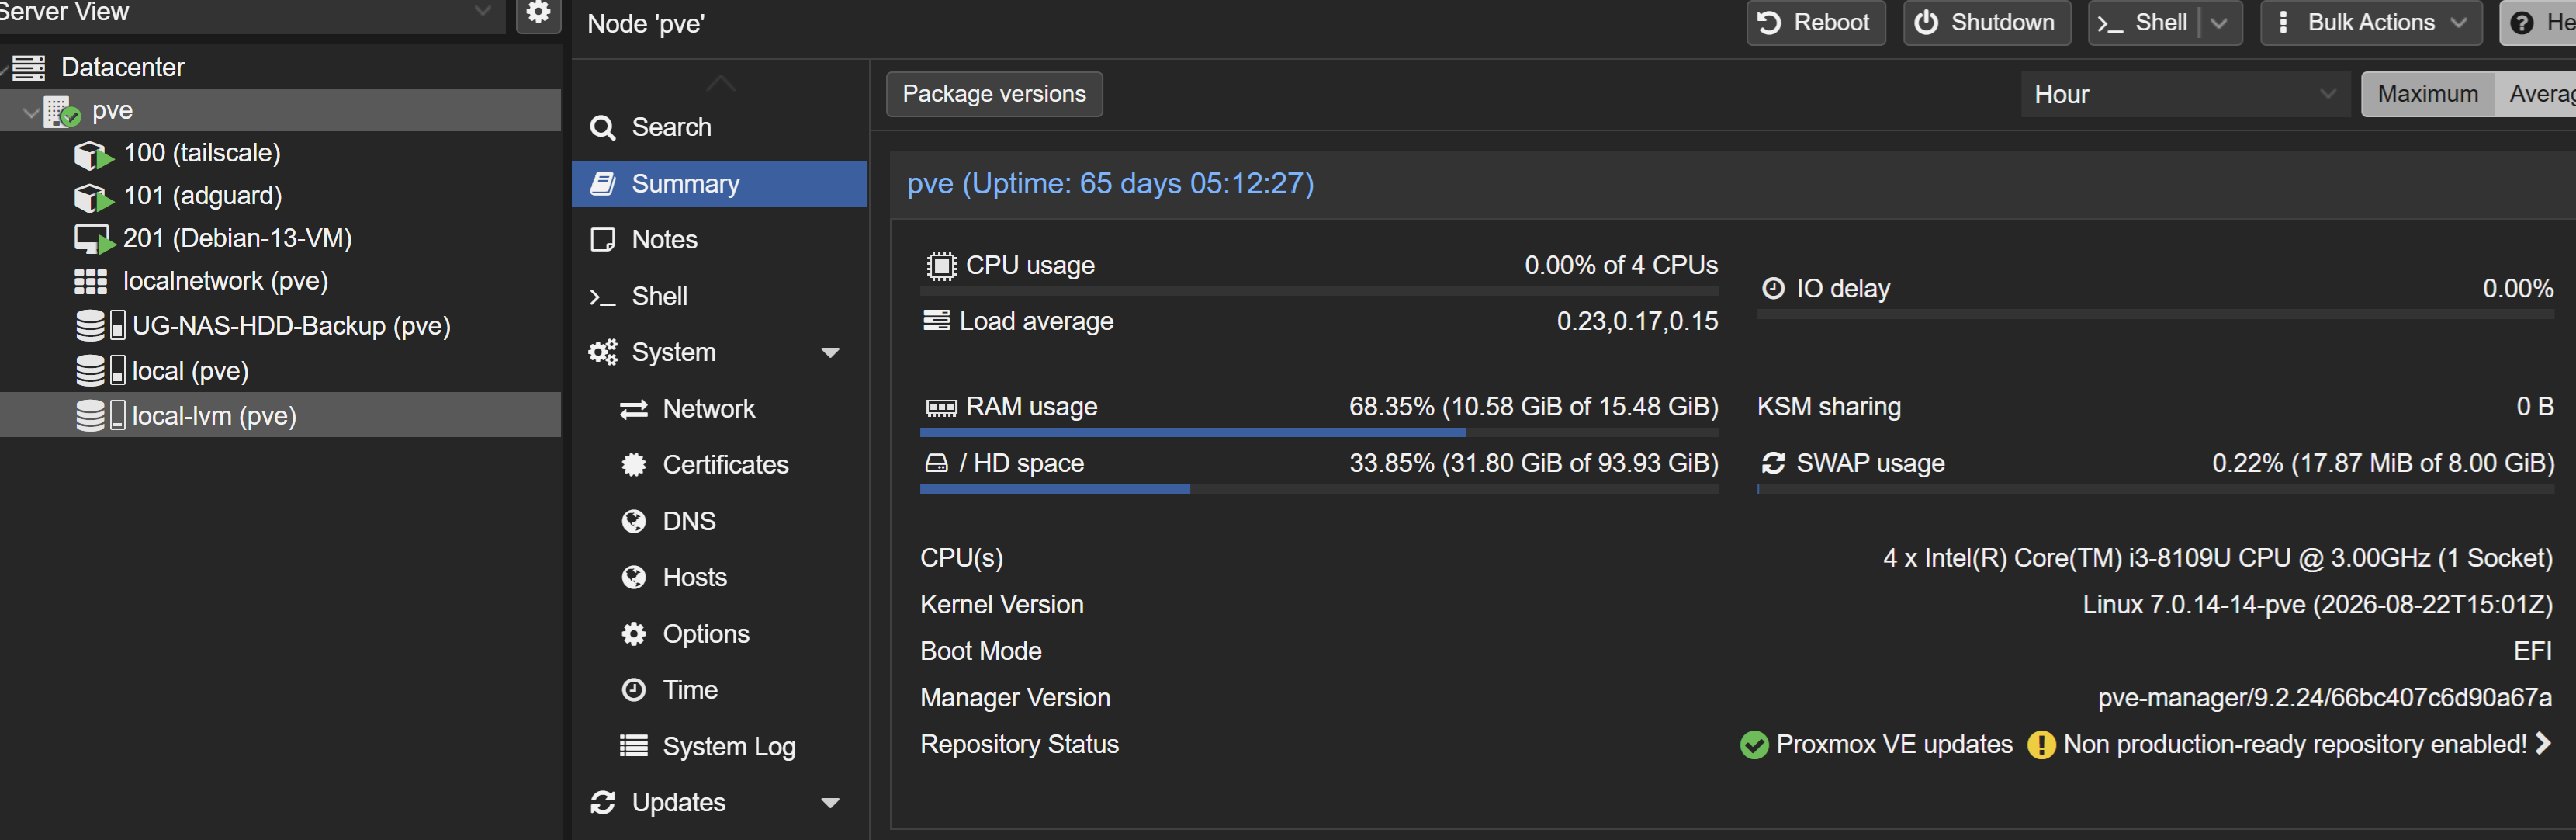 Server View
Datacenter
pve
100 (tailscale)
101 (adguard)
201 (Debian-13-VM)
localnetwork (pve)
UG-NAS-HDD-Backup (pve)
local (pve)
local-lvm (pve)
Node 'pve'
Reboot
Shutdown
Shell
Bulk Actions
He
Search
Summary
Notes
Shell
System
Network
Certificates
DNS
Hosts
Options
Time
System Log
Updates
Package versions
Hour
Maximum
Averag
pve (Uptime: 65 days 05:12:27)
CPU usage 0.00% of 4 CPUs
IO delay 0.00%
Load average 0.23,0.17,0.15
RAM usage 68.35% (10.58 GiB of 15.48 GiB)
KSM sharing 0 B
/ HD space 33.85% (31.80 GiB of 93.93 GiB)
SWAP usage 0.22% (17.87 MiB of 8.00 GiB)
CPU(s) 4 x Intel(R) Core(TM) i3-8109U CPU @ 3.00GHz (1 Socket)
Kernel Version Linux 7.0.14-14-pve (2026-08-22T15:01Z)
Boot Mode EFI
Manager Version pve-manager/9.2.24/66bc407c6d90a67a
Repository Status Proxmox VE updates Non production-ready repository enabled!